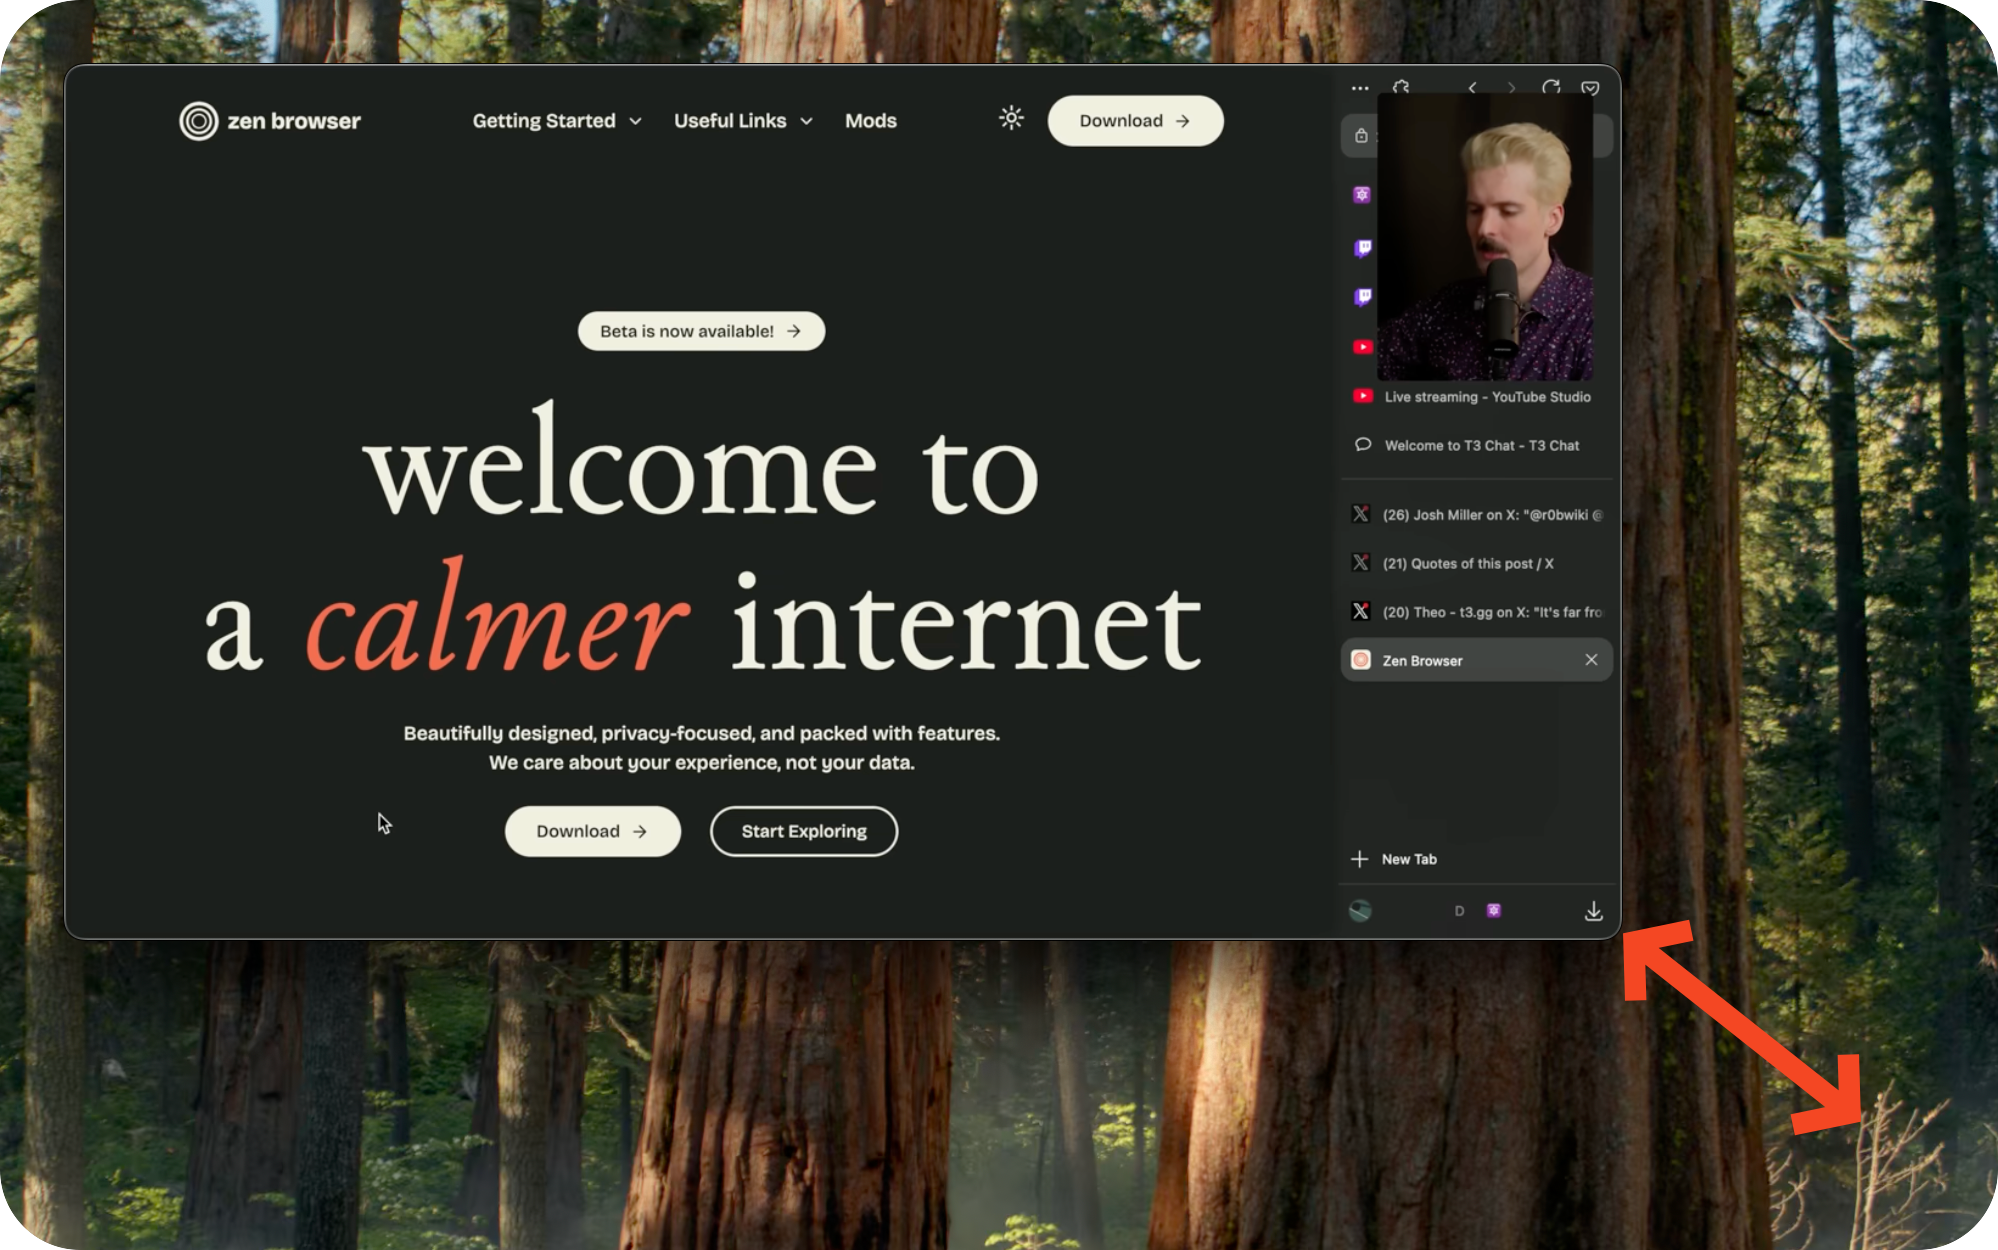 zen browser
Getting Started
Useful Links
Mods
Download
Beta is now available!
welcome to
a calmer internet
Beautifully designed, privacy-focused, and packed with features.
We care about your experience, not your data.
Download
Start Exploring
Live streaming - YouTube Studio
Welcome to T3 Chat - T3 Chat
(26) Josh Miller on X: "@r0bwiki @
(21) Quotes of this post / X
(20) Theo - t3.gg on X: "It's far fro
Zen Browser
New Tab
D